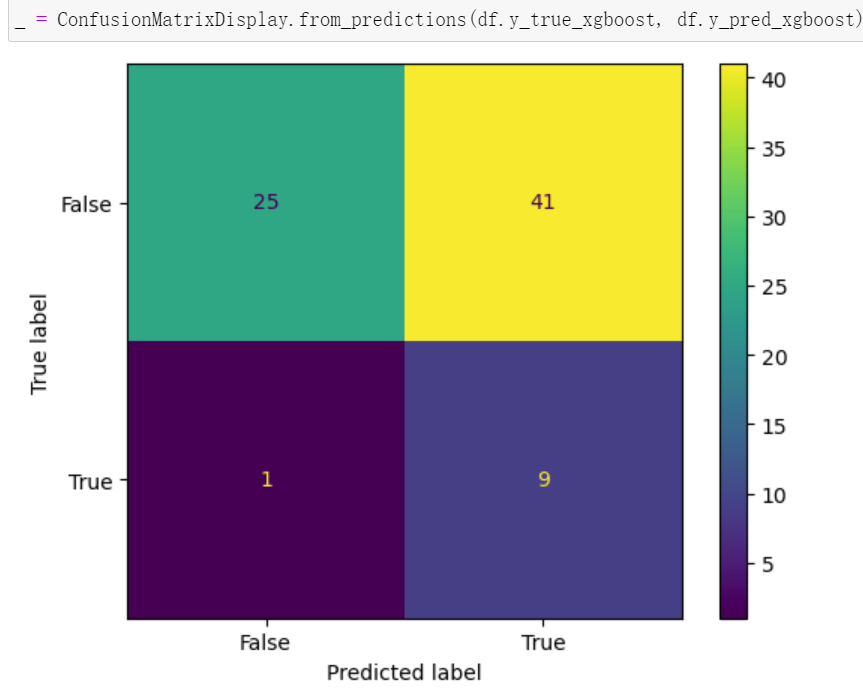 _ = ConfusionMatrixDisplay.from_predictions(df.y_true_xgboost, df.y_pred_xgboost)
40
35
30
25
20
15
10
5
False
25
41
True label
True
1
9
False
True
Predicted label